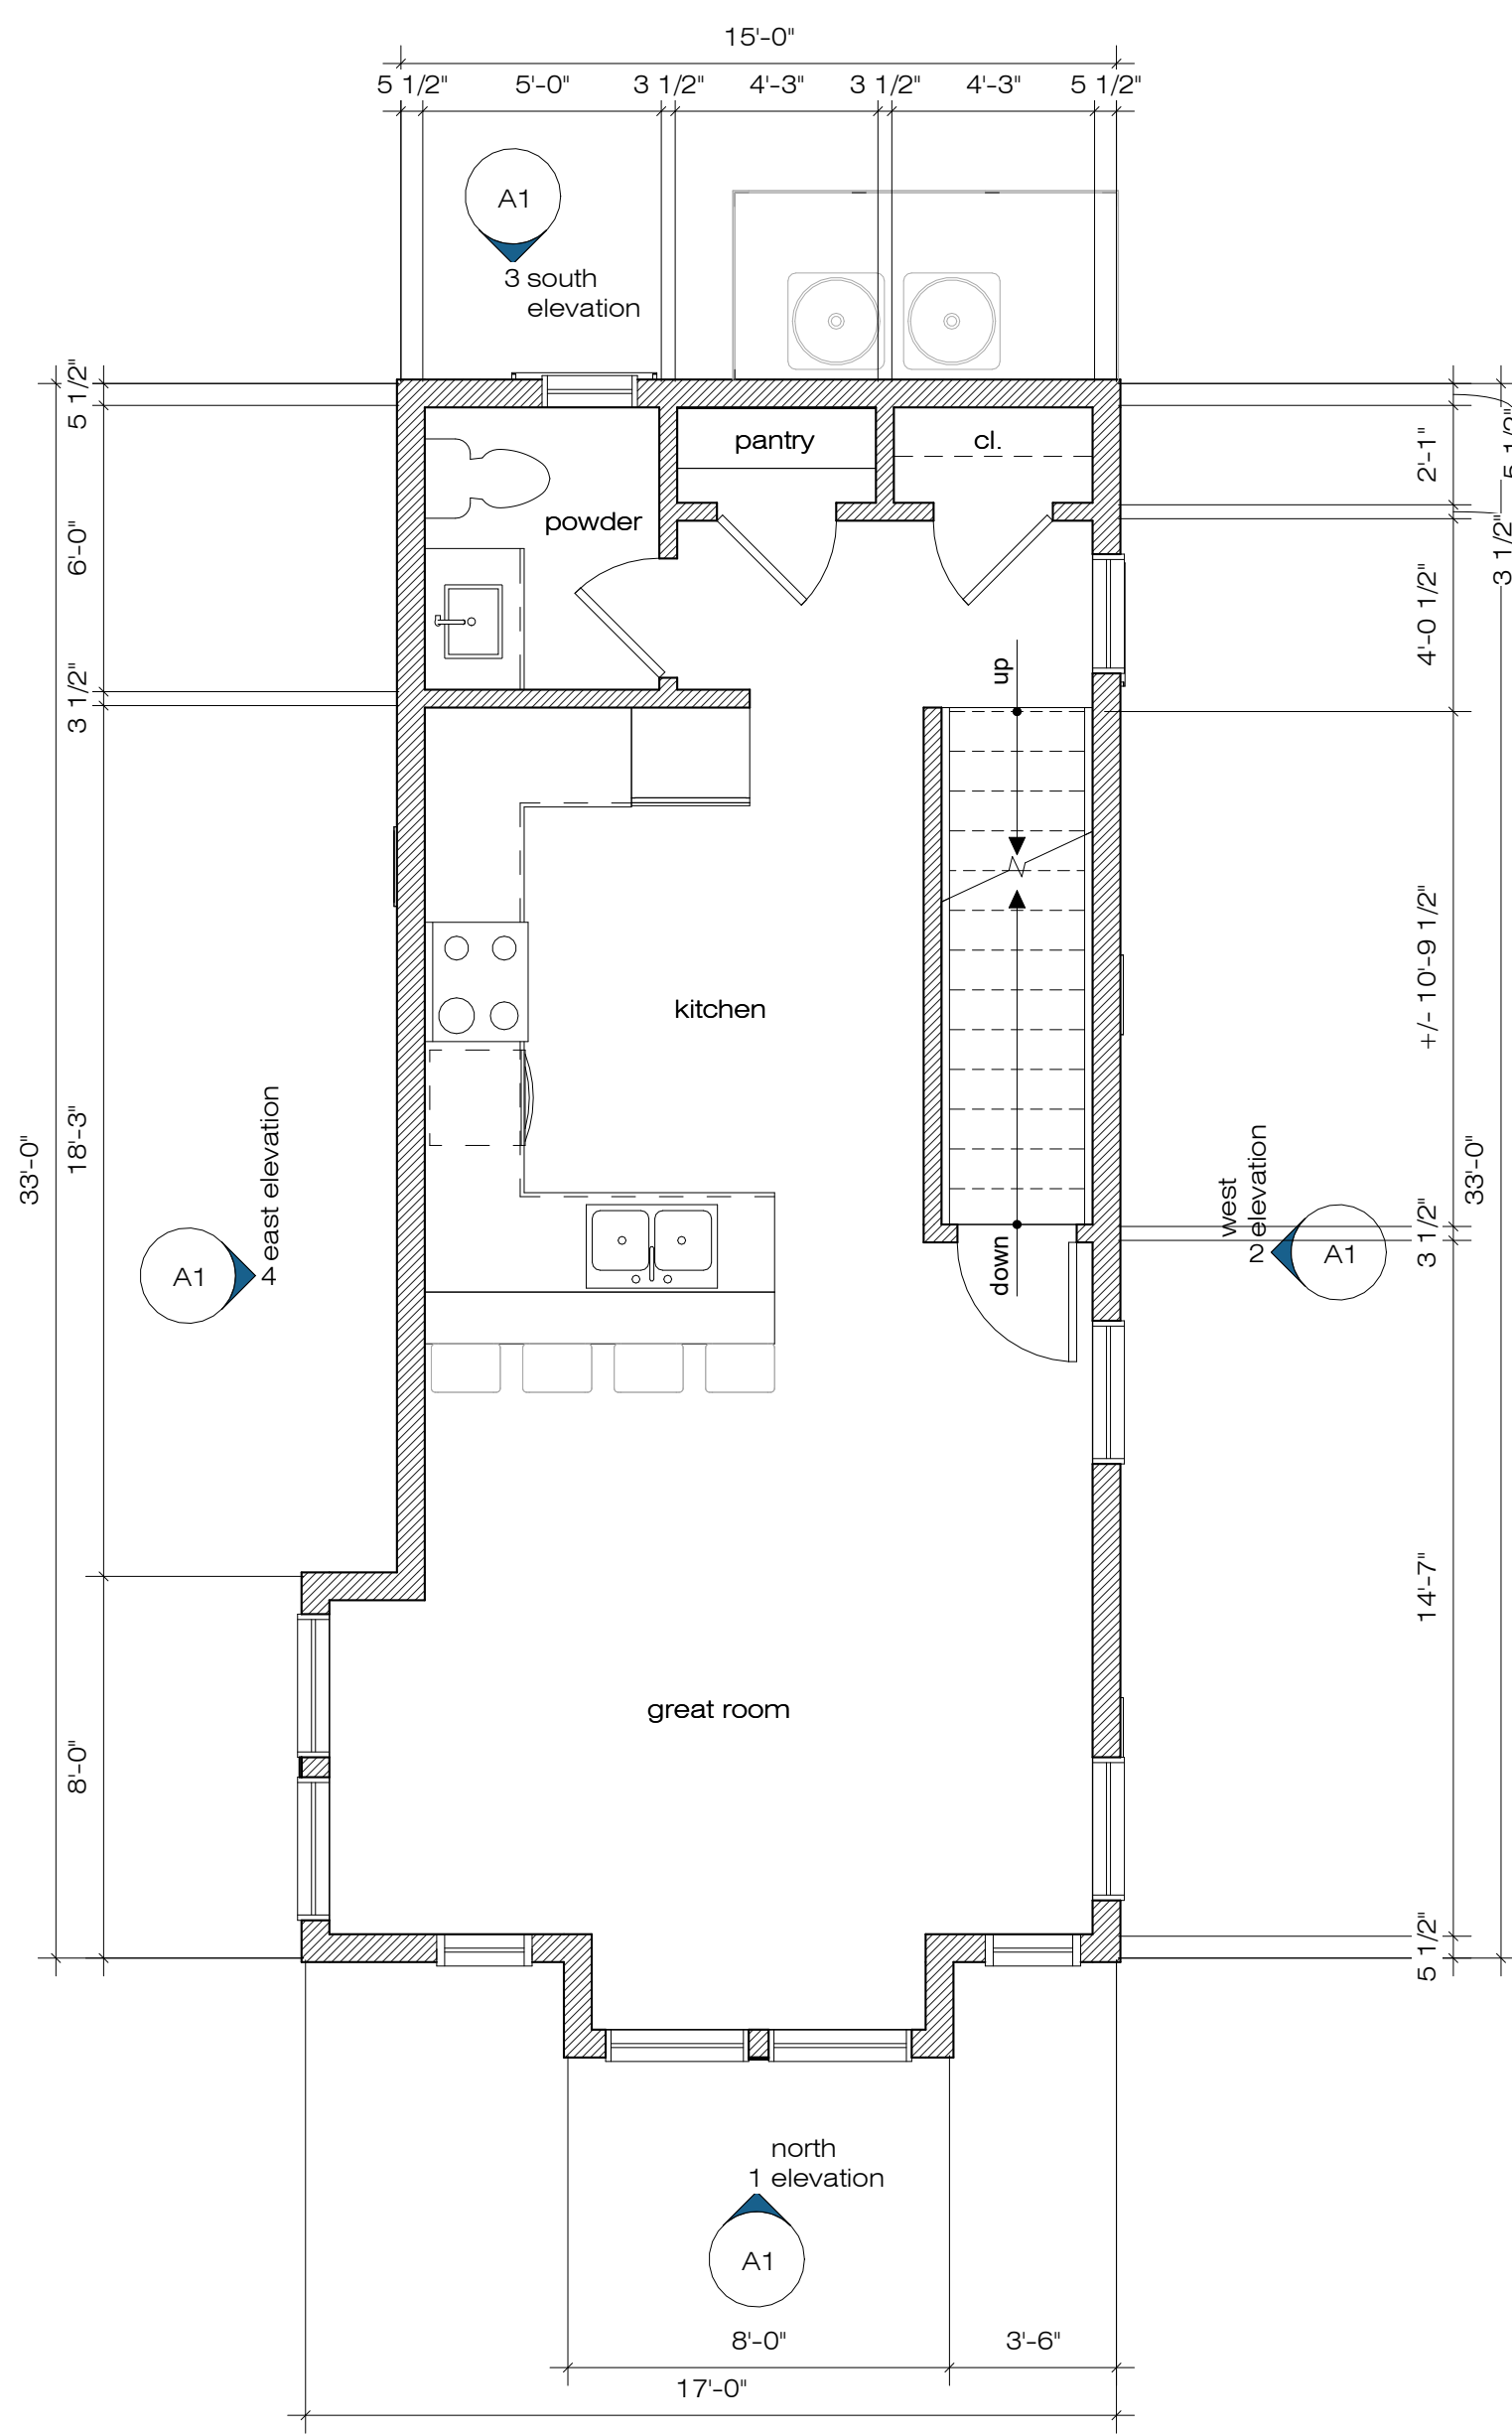 15'-0"
5 1/2" 5'-0" 3 1/2" 4'-3" 3 1/2" 4'-3" 5 1/2"
A1
3 south
elevation
5 1/2"
6'-0"
3 1/2"
18'-3"
8'-0"
33'-0"
pantry
cl.
powder
up
kitchen
down
great room
east elevation
4
A1
west
2 elevation
A1
2'-1"
4'-0 1/2"
+/- 10'-9 1/2"
3 1/2"
14'-7"
5 1/2"
5 1/2"
3 1/2"
33'-0"
north
1 elevation
A1
8'-0" 3'-6"
17'-0"